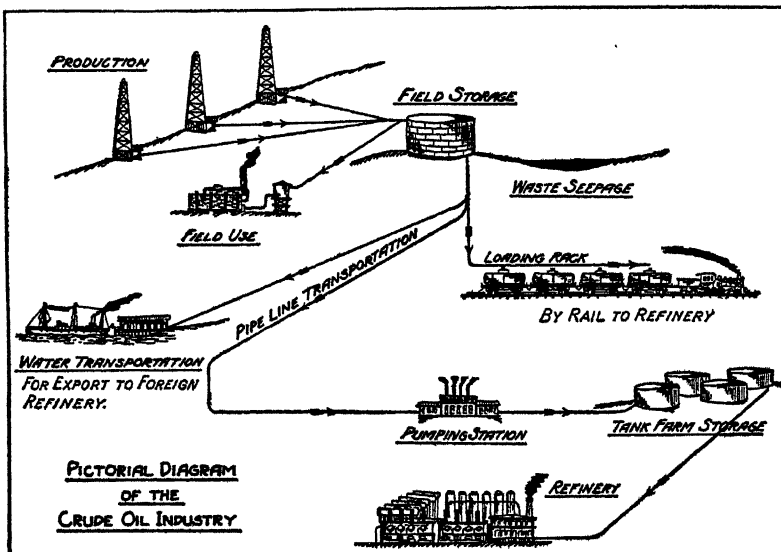 PRODUCTION
FIELD STORAGE
WASTE SEEPAGE
FIELD USE
LOADING RACK
BY RAIL TO REFINERY
PIPE LINE TRANSPORTATION
WATER TRANSPORTATION
FOR EXPORT TO FOREIGN
REFINERY.
PUMPING STATION
TANK FARM STORAGE
PICTORIAL DIAGRAM
OF THE
CRUDE OIL INDUSTRY
REFINERY